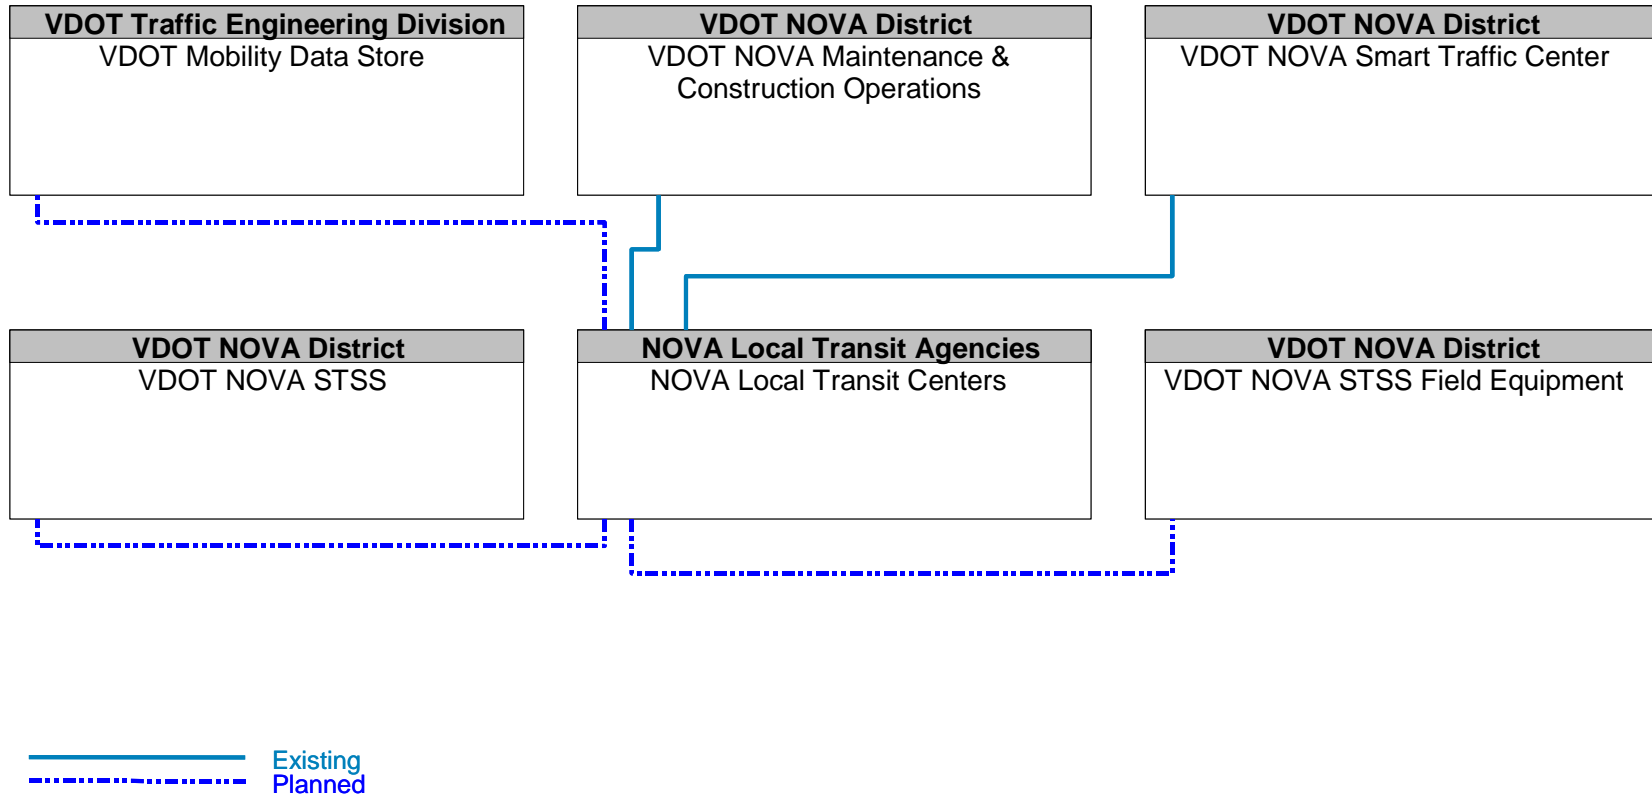 VDOT Traffic Engineering Division
VDOT Mobility Data Store
VDOT NOVA District
VDOT NOVA Maintenance &
Construction Operations
VDOT NOVA District
VDOT NOVA Smart Traffic Center
VDOT NOVA District
VDOT NOVA STSS
NOVA Local Transit Agencies
NOVA Local Transit Centers
VDOT NOVA District
VDOT NOVA STSS Field Equipment
Existing
Planned